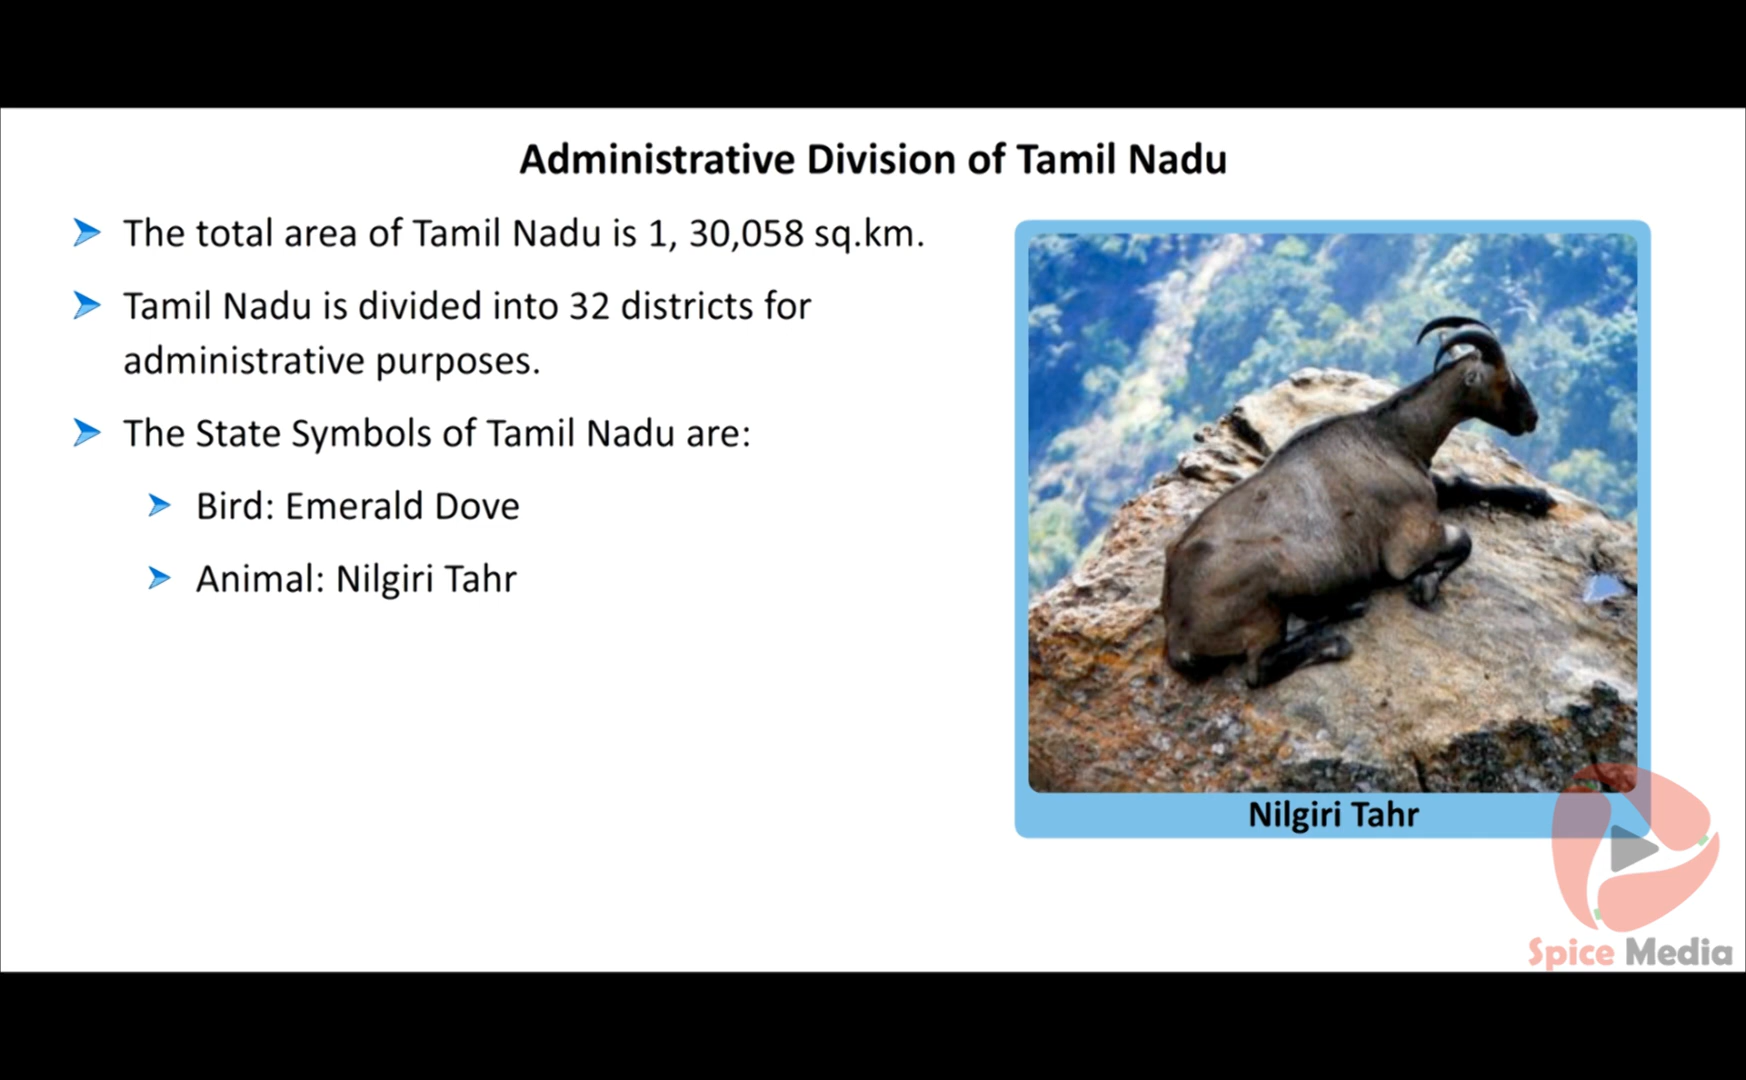 Administrative Division of Tamil Nadu
The total area of Tamil Nadu is 1, 30,058 sq.km.
Tamil Nadu is divided into 32 districts for
administrative purposes.
The State Symbols of Tamil Nadu are:
Bird: Emerald Dove
Animal: Nilgiri Tahr
Nilgiri Tahr
Spice Media